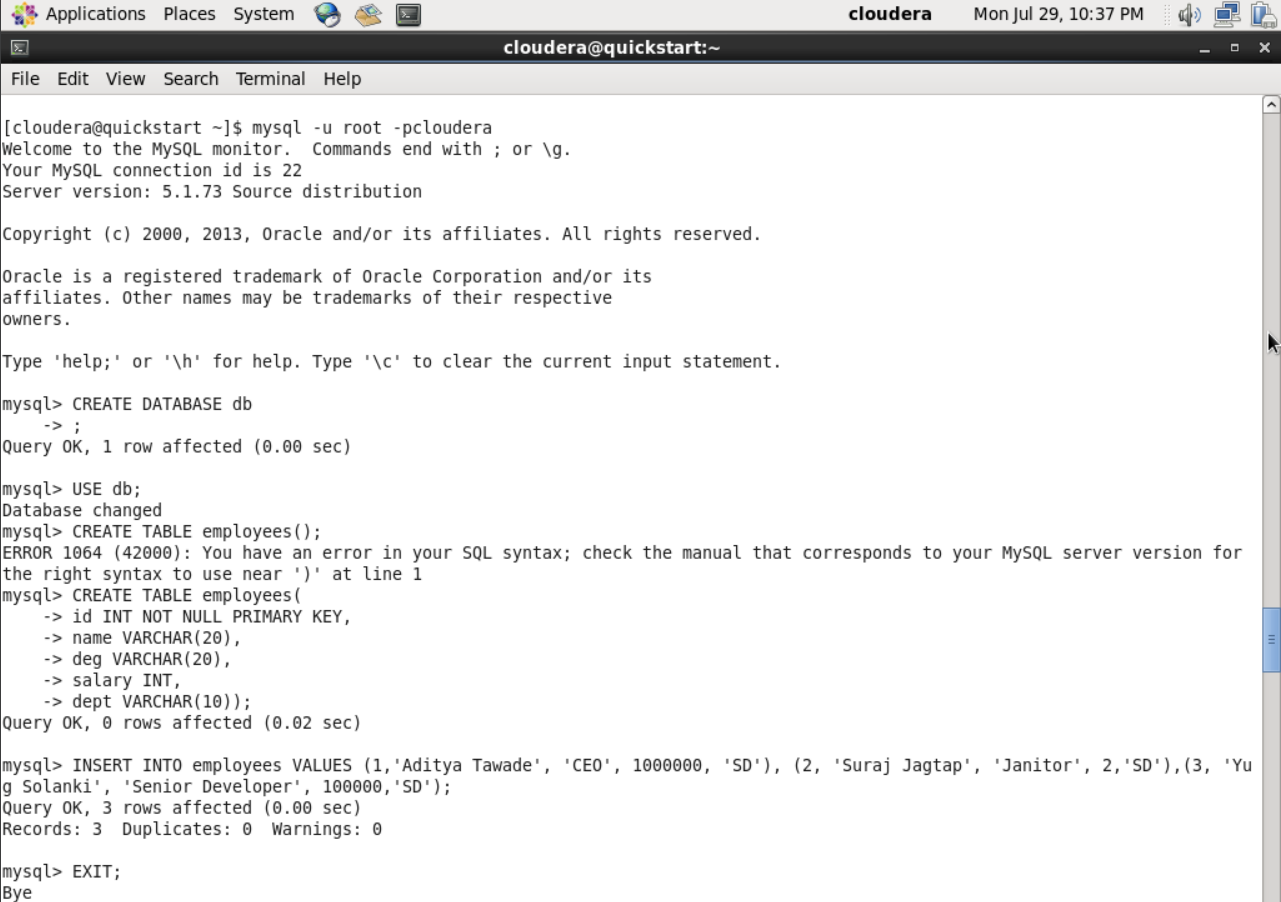 Applications Places System cloudera Mon Jul 29, 10:37 PM
cloudera@quickstart:~
File Edit View Search Terminal Help
[cloudera@quickstart ~]$ mysql -u root -pcloudera
Welcome to the MySQL monitor.  Commands end with ; or \g.
Your MySQL connection id is 22
Server version: 5.1.73 Source distribution
Copyright (c) 2000, 2013, Oracle and/or its affiliates. All rights reserved.
Oracle is a registered trademark of Oracle Corporation and/or its
affiliates. Other names may be trademarks of their respective
owners.
Type 'help;' or '\h' for help. Type '\c' to clear the current input statement.
mysql> CREATE DATABASE db
    -> ;
Query OK, 1 row affected (0.00 sec)
mysql> USE db;
Database changed
mysql> CREATE TABLE employees();
ERROR 1064 (42000): You have an error in your SQL syntax; check the manual that corresponds to your MySQL server version for
the right syntax to use near ')' at line 1
mysql> CREATE TABLE employees(
    -> id INT NOT NULL PRIMARY KEY,
    -> name VARCHAR(20),
    -> deg VARCHAR(20),
    -> salary INT,
    -> dept VARCHAR(10));
Query OK, 0 rows affected (0.02 sec)
mysql> INSERT INTO employees VALUES (1,'Aditya Tawade', 'CEO', 1000000, 'SD'), (2, 'Suraj Jagtap', 'Janitor', 2,'SD'),(3, 'Yu
g Solanki', 'Senior Developer', 100000,'SD');
Query OK, 3 rows affected (0.00 sec)
Records: 3  Duplicates: 0  Warnings: 0
mysql> EXIT;
Bye